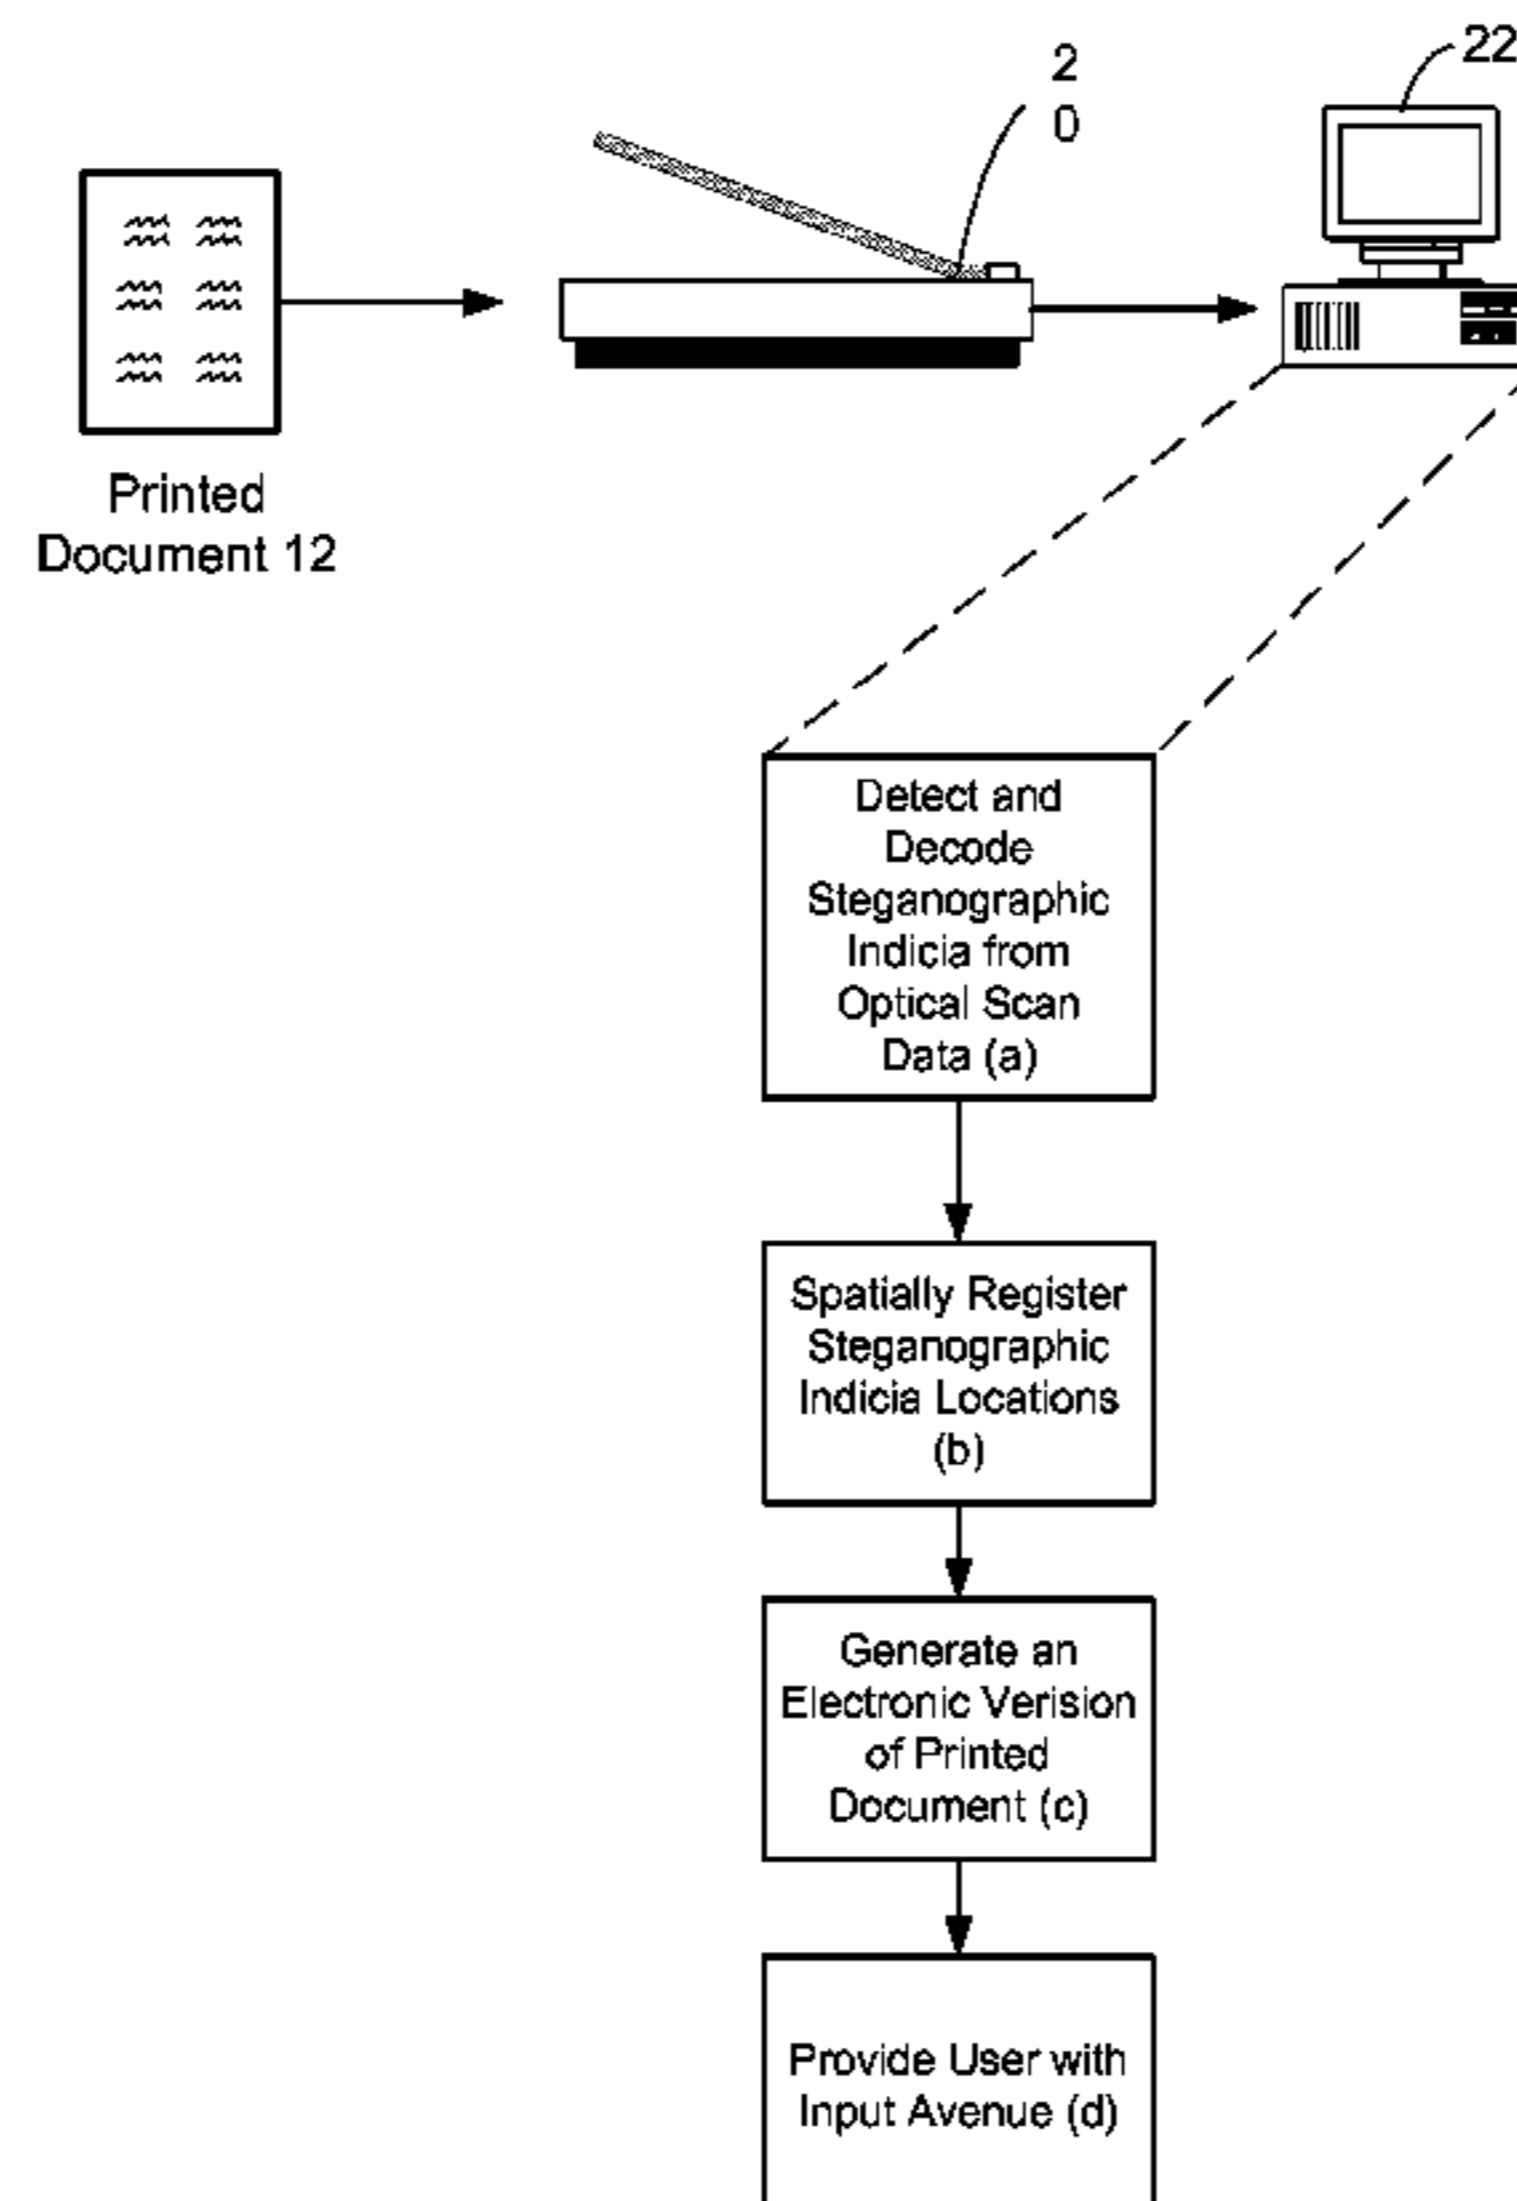 2
0
22
Printed
Document 12
Detect and
Decode
Steganographic
Indicia from
Optical Scan
Data (a)
Spatially Register
Steganographic
Indicia Locations
(b)
Generate an
Electronic Verision
of Printed
Document (c)
Provide User with
Input Avenue (d)